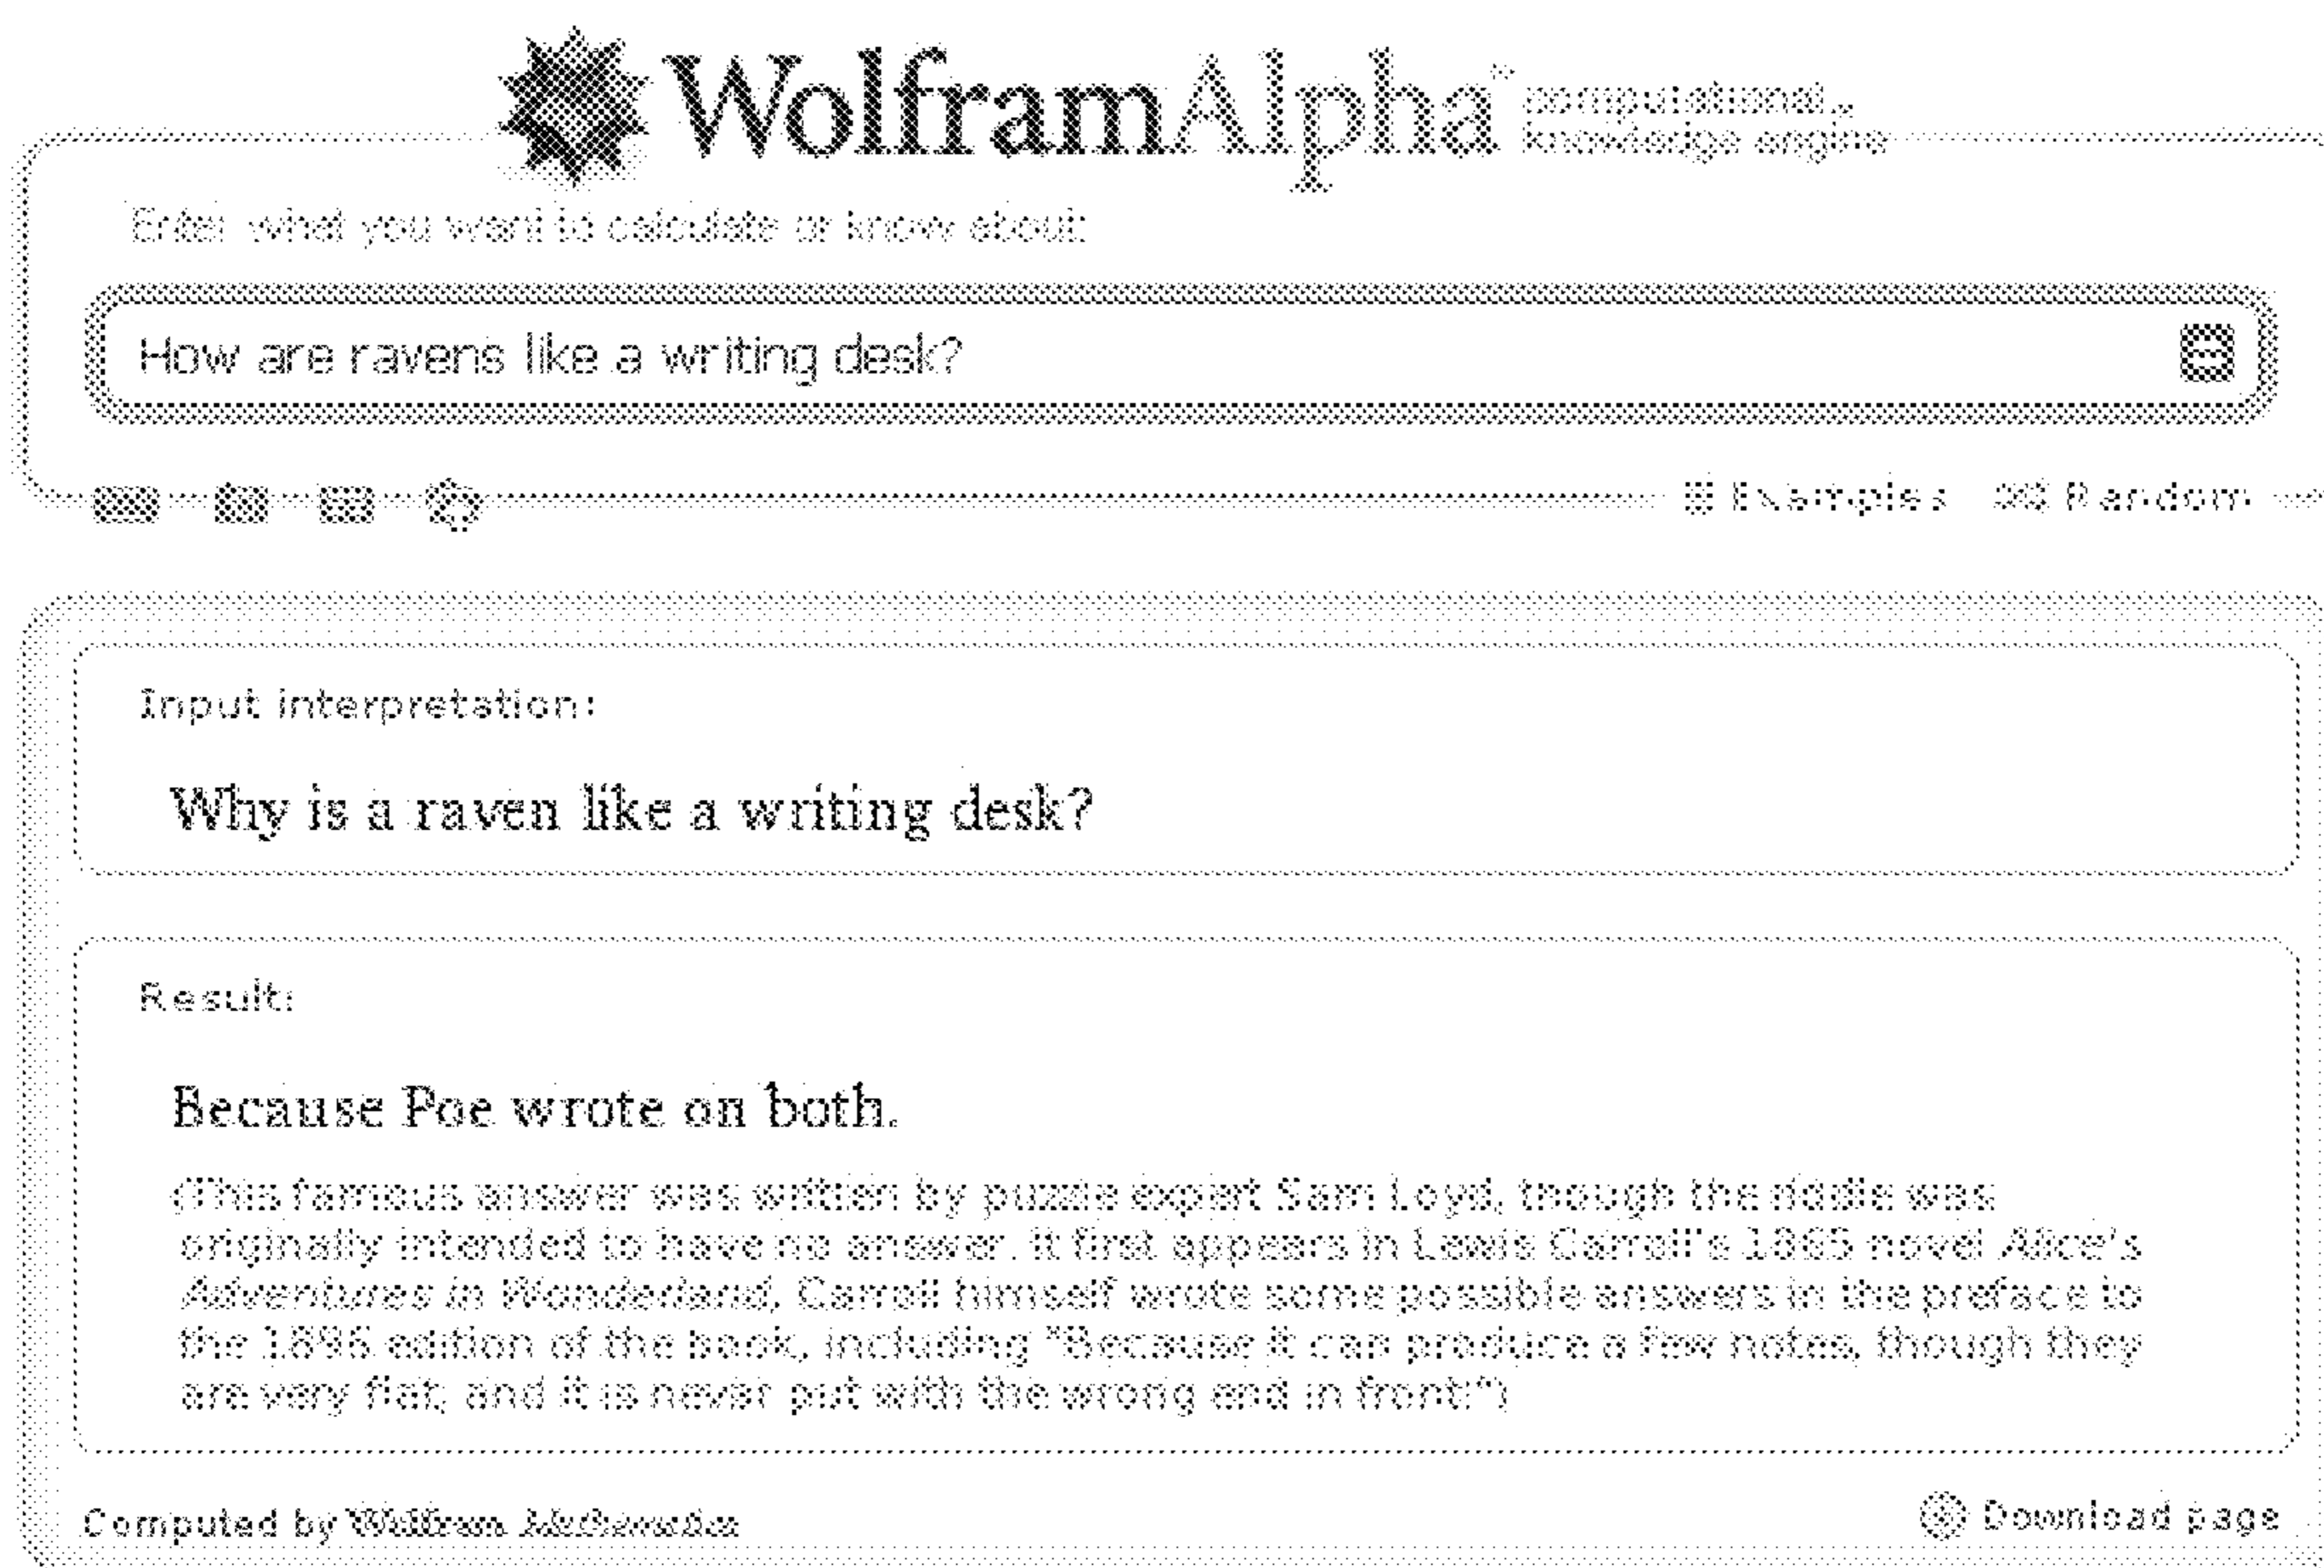 WolframAlpha™ computational™
knowledge engine
Enter what you want to calculate or know about:
How are ravens like a writing desk?
Examples Random
Input interpretation:
Why is a raven like a writing desk?
Result:
Because Poe wrote on both.
(This famous answer was written by puzzle expert Sam Loyd, though the riddle was
originally intended to have no answer. It first appears in Lewis Carroll's 1865 novel Alice's
Adventures in Wonderland. Carroll himself wrote some possible answers in the preface to
the 1896 edition of the book, including "Because it can produce a few notes, though they
are very flat; and it is never put with the wrong end in front!")
Computed by Wolfram Mathematica
Download page